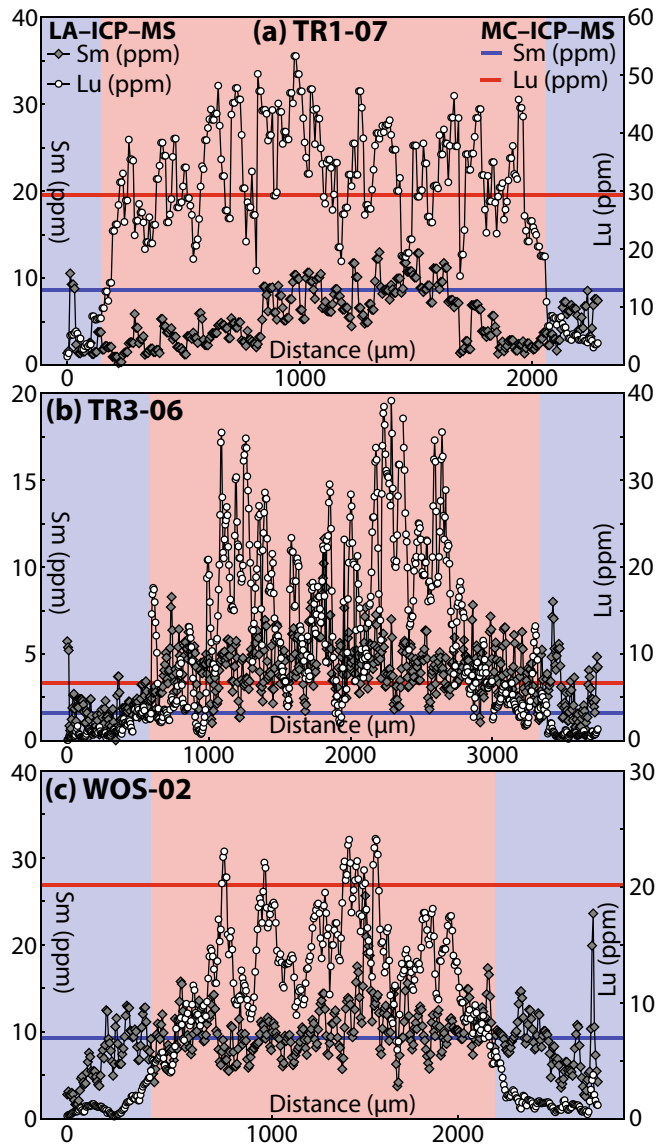 LA–ICP–MS
Sm (ppm)
Lu (ppm)
(a) TR1-07
MC–ICP–MS
Sm (ppm)
Lu (ppm)
40
30
20
10
0
Sm (ppm)
60
50
40
30
20
10
0
Lu (ppm)
0
1000
2000
Distance (μm)
(b) TR3-06
20
15
10
5
0
Sm (ppm)
40
30
20
10
0
Lu (ppm)
0
1000
2000
3000
Distance (μm)
(c) WOS-02
40
30
20
10
0
Sm (ppm)
30
20
10
0
Lu (ppm)
Distance (μm)
0
1000
2000